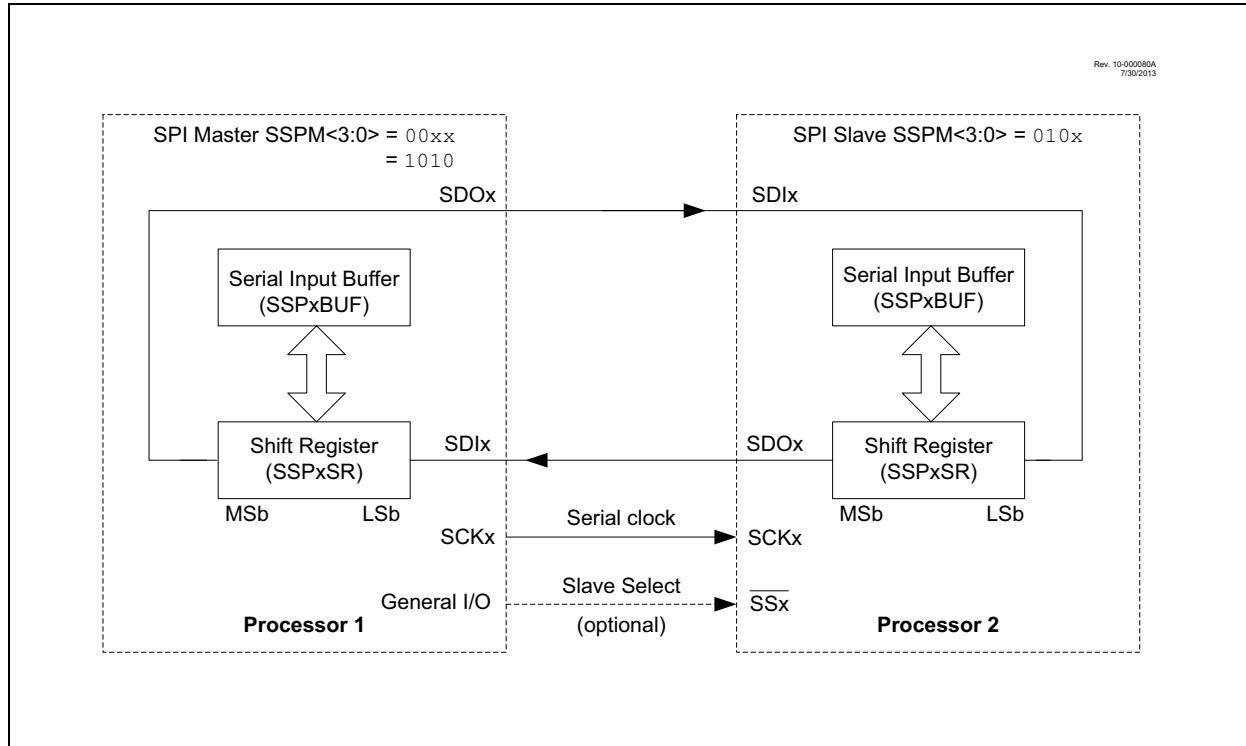 Rev. 10-000080A
7/30/2013
SPI Master SSPM<3:0> = 00xx
= 1010
SPI Slave SSPM<3:0> = 010x
SDOx
SDIx
Serial Input Buffer
(SSPxBUF)
Serial Input Buffer
(SSPxBUF)
Shift Register
(SSPxSR)
SDIx
SDOx
Shift Register
(SSPxSR)
MSb
LSb
MSb
LSb
SCKx
Serial clock
SCKx
General I/O
Slave Select
(optional)
SSx
Processor 1
Processor 2